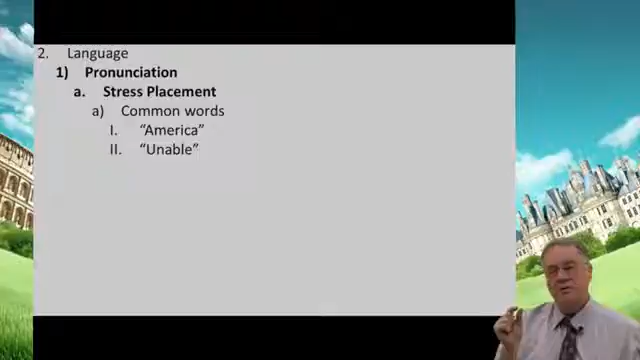 2. Language
1) Pronunciation
a. Stress Placement
a) Common words
I. “America”
II. “Unable”